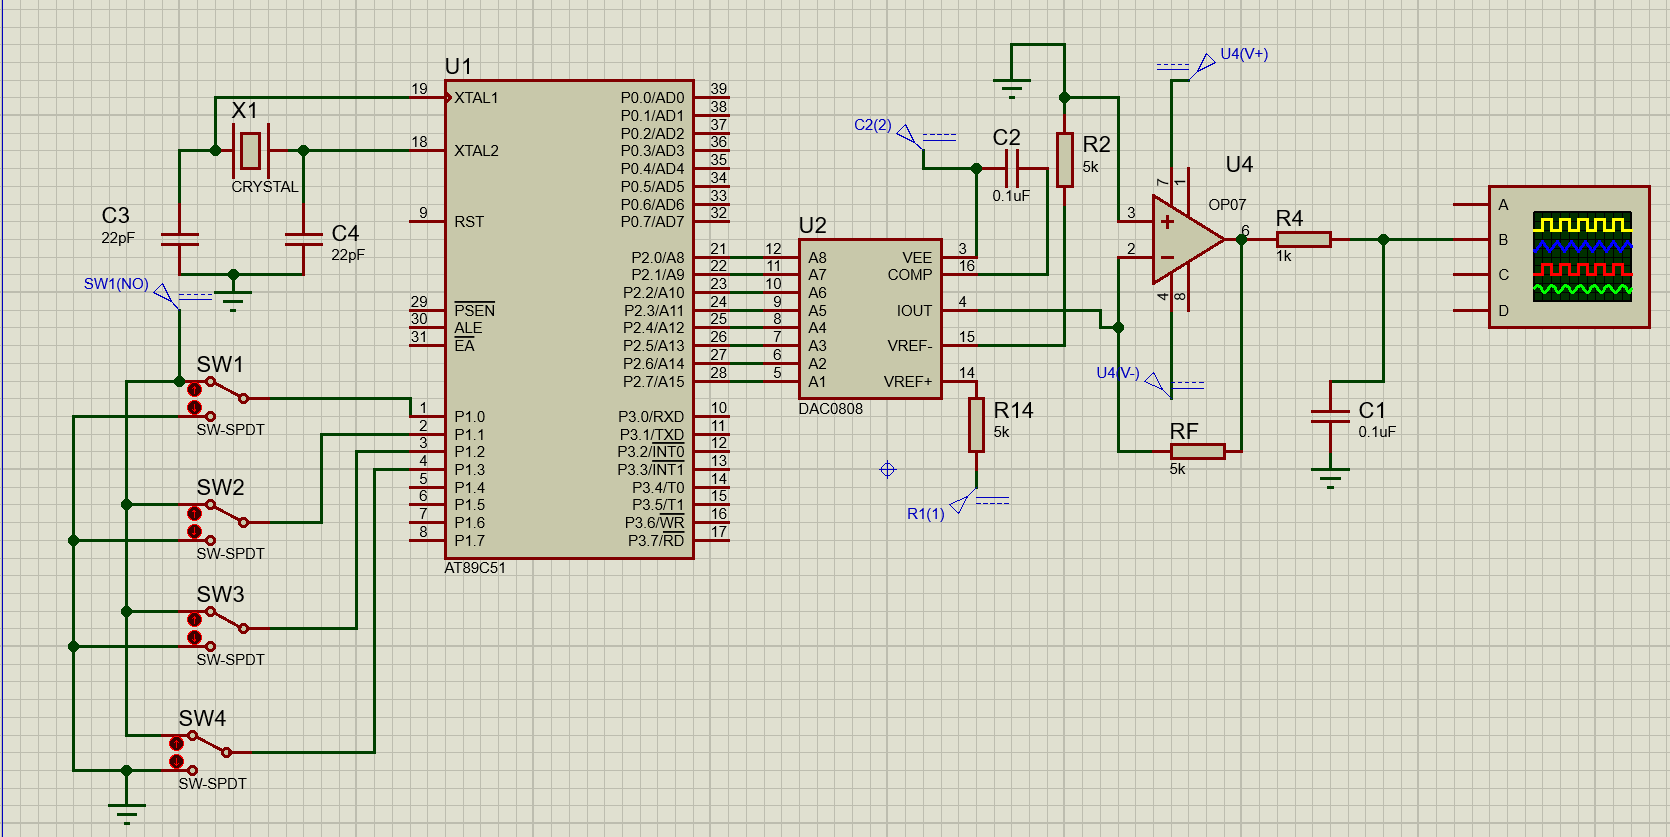 U1
19 XTAL1
18 XTAL2
9 RST
29 PSEN
30 ALE
31 EA
1 P1.0
2 P1.1
3 P1.2
4 P1.3
5 P1.4
6 P1.5
7 P1.6
8 P1.7
P0.0/AD0 39
P0.1/AD1 38
P0.2/AD2 37
P0.3/AD3 36
P0.4/AD4 35
P0.5/AD5 34
P0.6/AD6 33
P0.7/AD7 32
P2.0/A8 21
P2.1/A9 22
P2.2/A10 23
P2.3/A11 24
P2.4/A12 25
P2.5/A13 26
P2.6/A14 27
P2.7/A15 28
P3.0/RXD 10
P3.1/TXD 11
P3.2/INT0 12
P3.3/INT1 13
P3.4/T0 14
P3.5/T1 15
P3.6/WR 16
P3.7/RD 17
AT89C51
X1
CRYSTAL
C3
22pF
C4
22pF
SW1(NO)
SW1
SW-SPDT
SW2
SW-SPDT
SW3
SW-SPDT
SW4
SW-SPDT
U2
12 A8
11 A7
10 A6
9 A5
8 A4
7 A3
6 A2
5 A1
VEE 3
COMP 16
IOUT 4
VREF- 15
VREF+ 14
DAC0808
C2(2)
C2
0.1uF
R2
5k
R14
5k
R1(1)
U4(V+)
U4
OP07
7
1
3
2
6
4
8
U4(V-)
RF
5k
R4
1k
C1
0.1uF
A
B
C
D